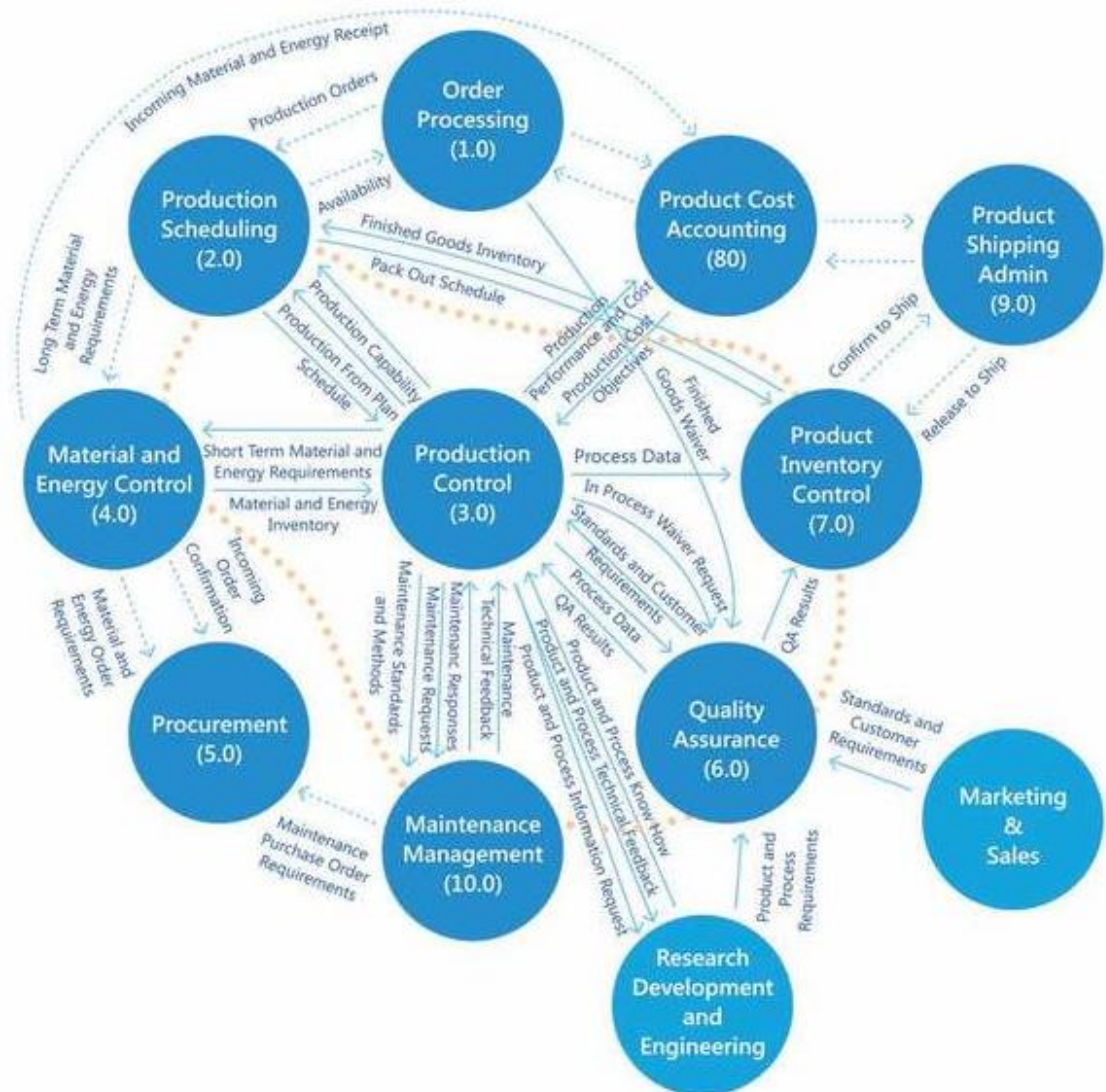 Incoming Material and Energy Receipt
Production Orders
Order
Processing
(1.0)
Availability
Production
Scheduling
(2.0)
Product Cost
Accounting
(80)
Product
Shipping
Admin
(9.0)
Finished Goods Inventory
Pack Out Schedule
Long Term Material
and Energy
Requirements
Production Capability
Production From Plan
Schedule
Production
Performance and Cost
Production Cost
Objectives
Finished
Goods Waiver
Confirm to Ship
Release to Ship
Material and
Energy Control
(4.0)
Short Term Material and
Energy Requirements
Material and Energy
Inventory
Production
Control
(3.0)
Process Data
Product
Inventory
Control
(7.0)
In Process Waiver Request
Standards and Customer
Requirements
Process Data
QA Results
QA Results
Incoming
Order
Confirmation
Material and
Energy Order
Requirements
Maintenance Standards
and Methods
Maintenance Requests
Maintenanc Responses
Technical Feedback
Maintenance
Product and Process Know How
Product and Process Technical Feedback
Product and Process Information Request
Procurement
(5.0)
Quality
Assurance
(6.0)
Standards and
Customer
Requirements
Marketing
&
Sales
Maintenance
Purchase Order
Requirements
Maintenance
Management
(10.0)
Product and
Process
Requirements
Research
Development
and
Engineering